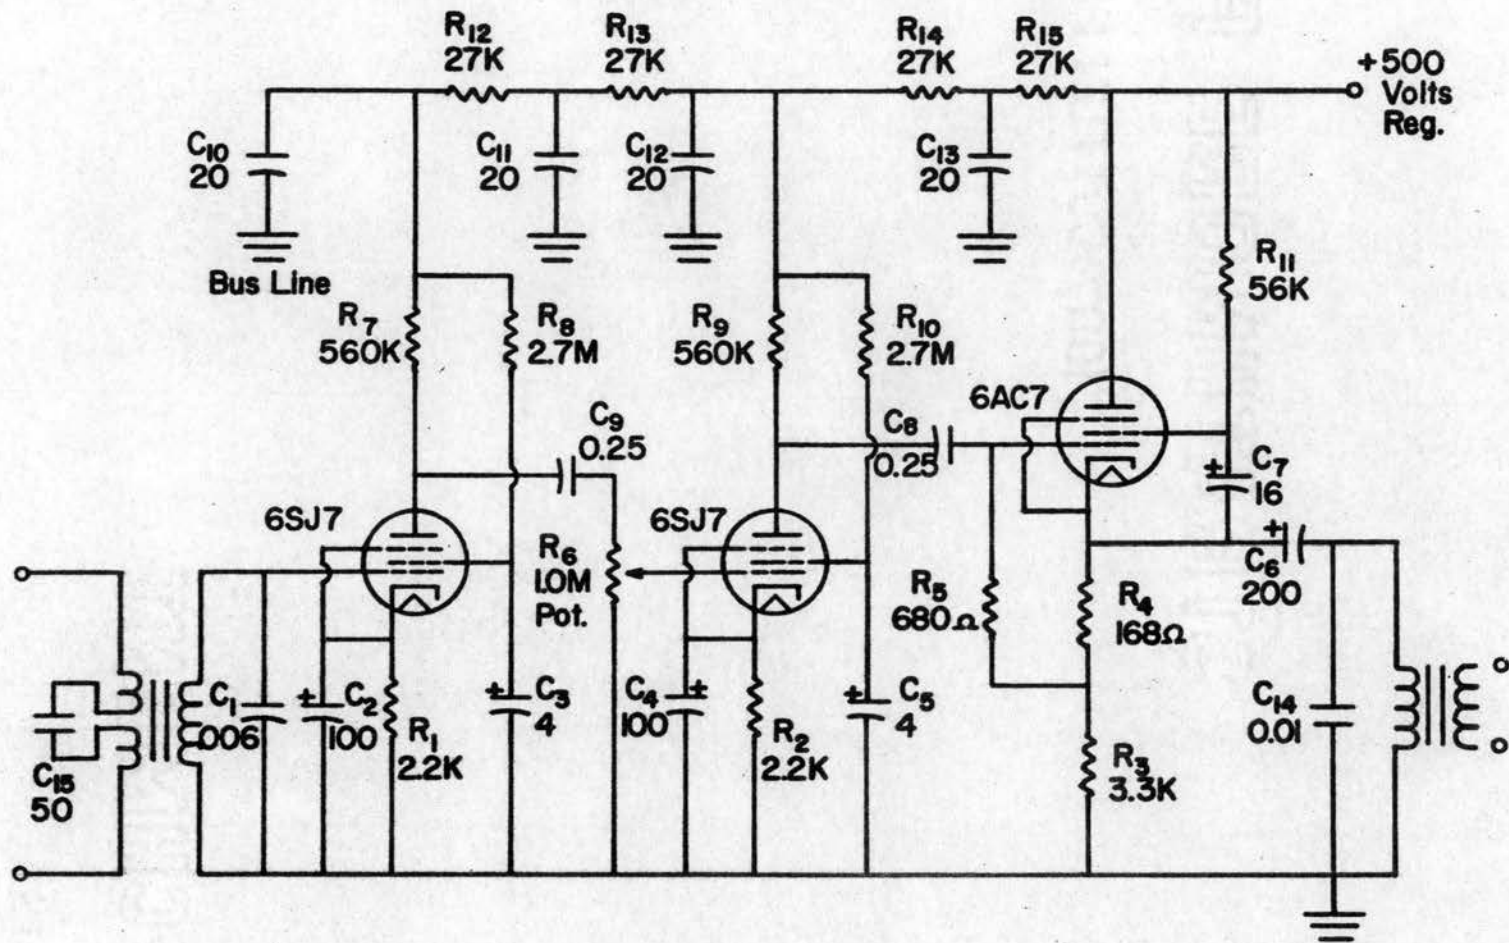 R12
27K
R13
27K
R14
27K
R15
27K
+500
Volts
Reg.
C10
20
C11
20
C12
20
C13
20
Bus Line
R7
560K
R8
2.7M
R9
560K
R10
2.7M
R11
56K
6AC7
C9
0.25
C8
0.25
C7
16
6SJ7
6SJ7
R6
1.0M
Pot.
C6
200
R5
680Ω
R4
168Ω
C1
.006
C2
100
R1
2.2K
C3
4
C4
100
R2
2.2K
C5
4
C14
0.01
R3
3.3K
C15
50